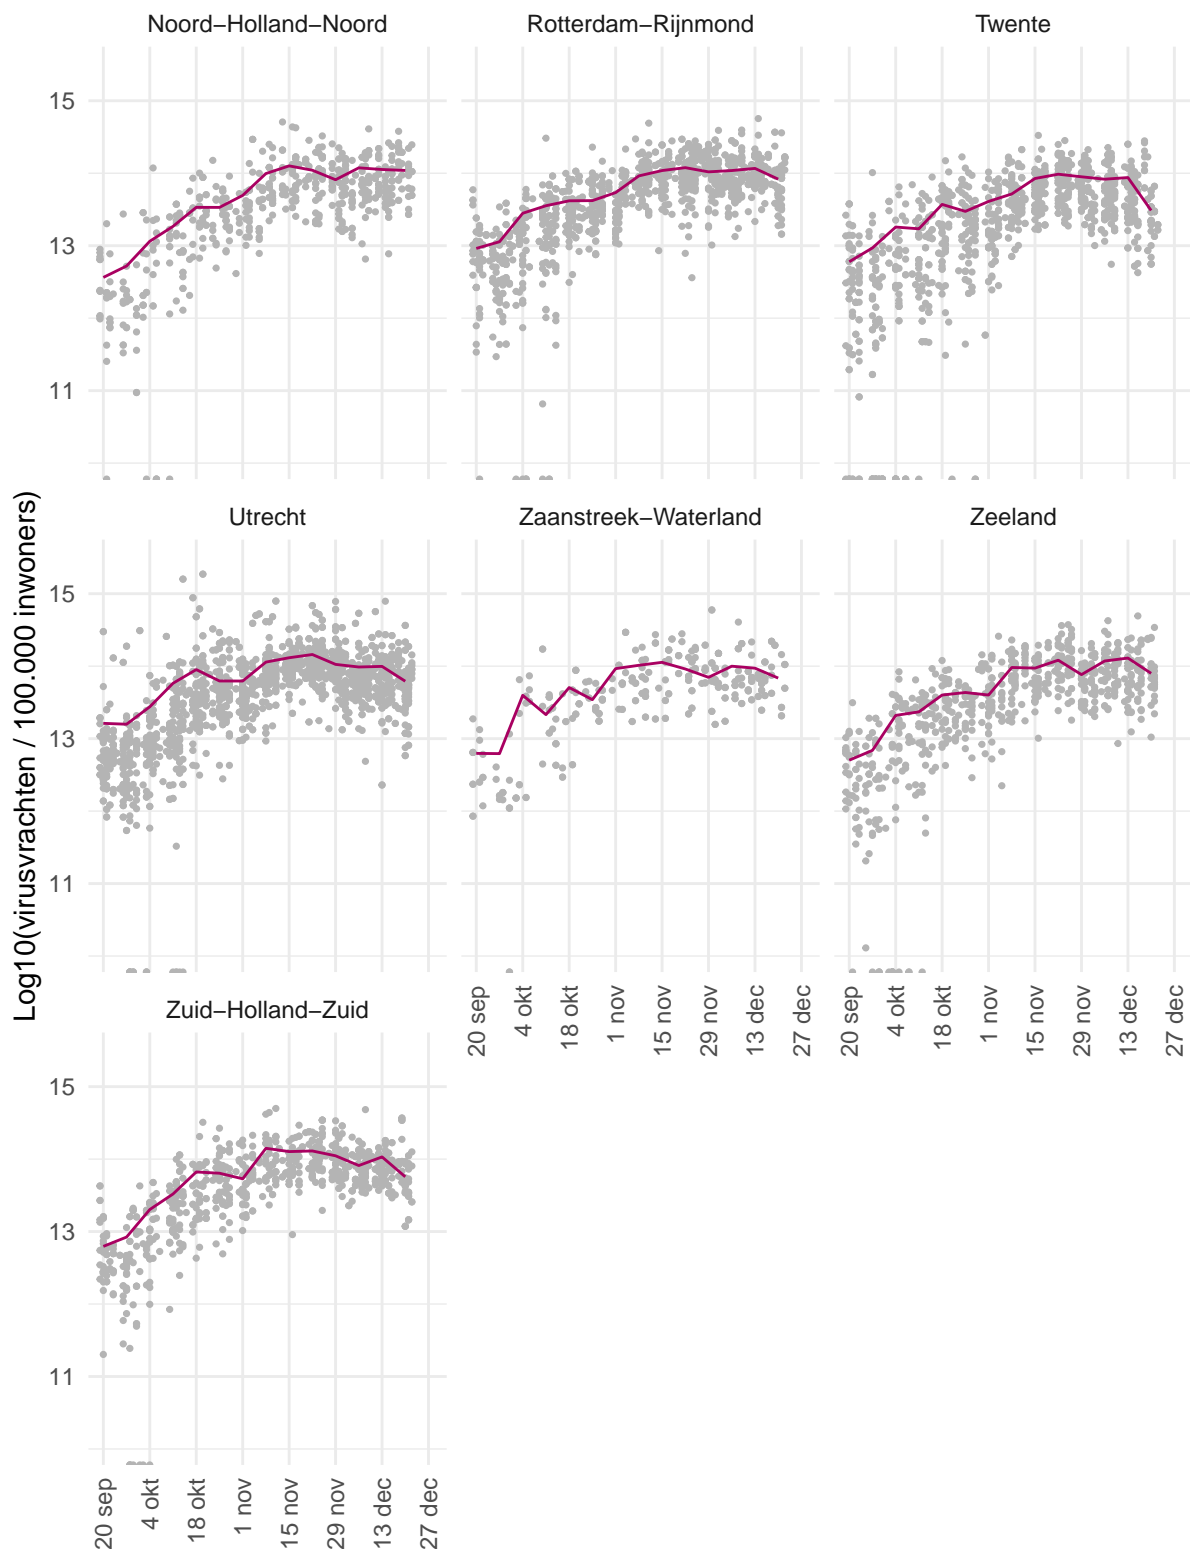 Noord−Holland−Noord
Rotterdam−Rijnmond
Twente
15
13
11
Utrecht
Zaanstreek−Waterland
Zeeland
15
13
11
20 sep
4 okt
18 okt
1 nov
15 nov
29 nov
13 dec
27 dec
20 sep
4 okt
18 okt
1 nov
15 nov
29 nov
13 dec
27 dec
Zuid−Holland−Zuid
15
13
11
20 sep
4 okt
18 okt
1 nov
15 nov
29 nov
13 dec
27 dec
Log10(virusvrachten / 100.000 inwoners)